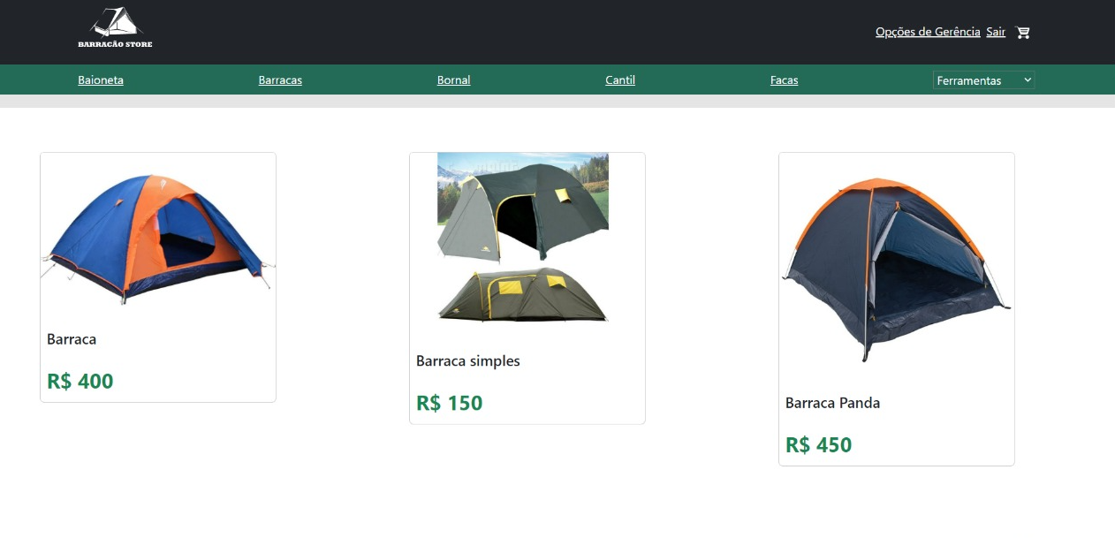 BARRACÃO STORE
Opções de Gerência Sair
Baioneta Barracas Bornal Cantil Facas Ferramentas
Barraca
R$ 400
Barraca simples
R$ 150
Barraca Panda
R$ 450